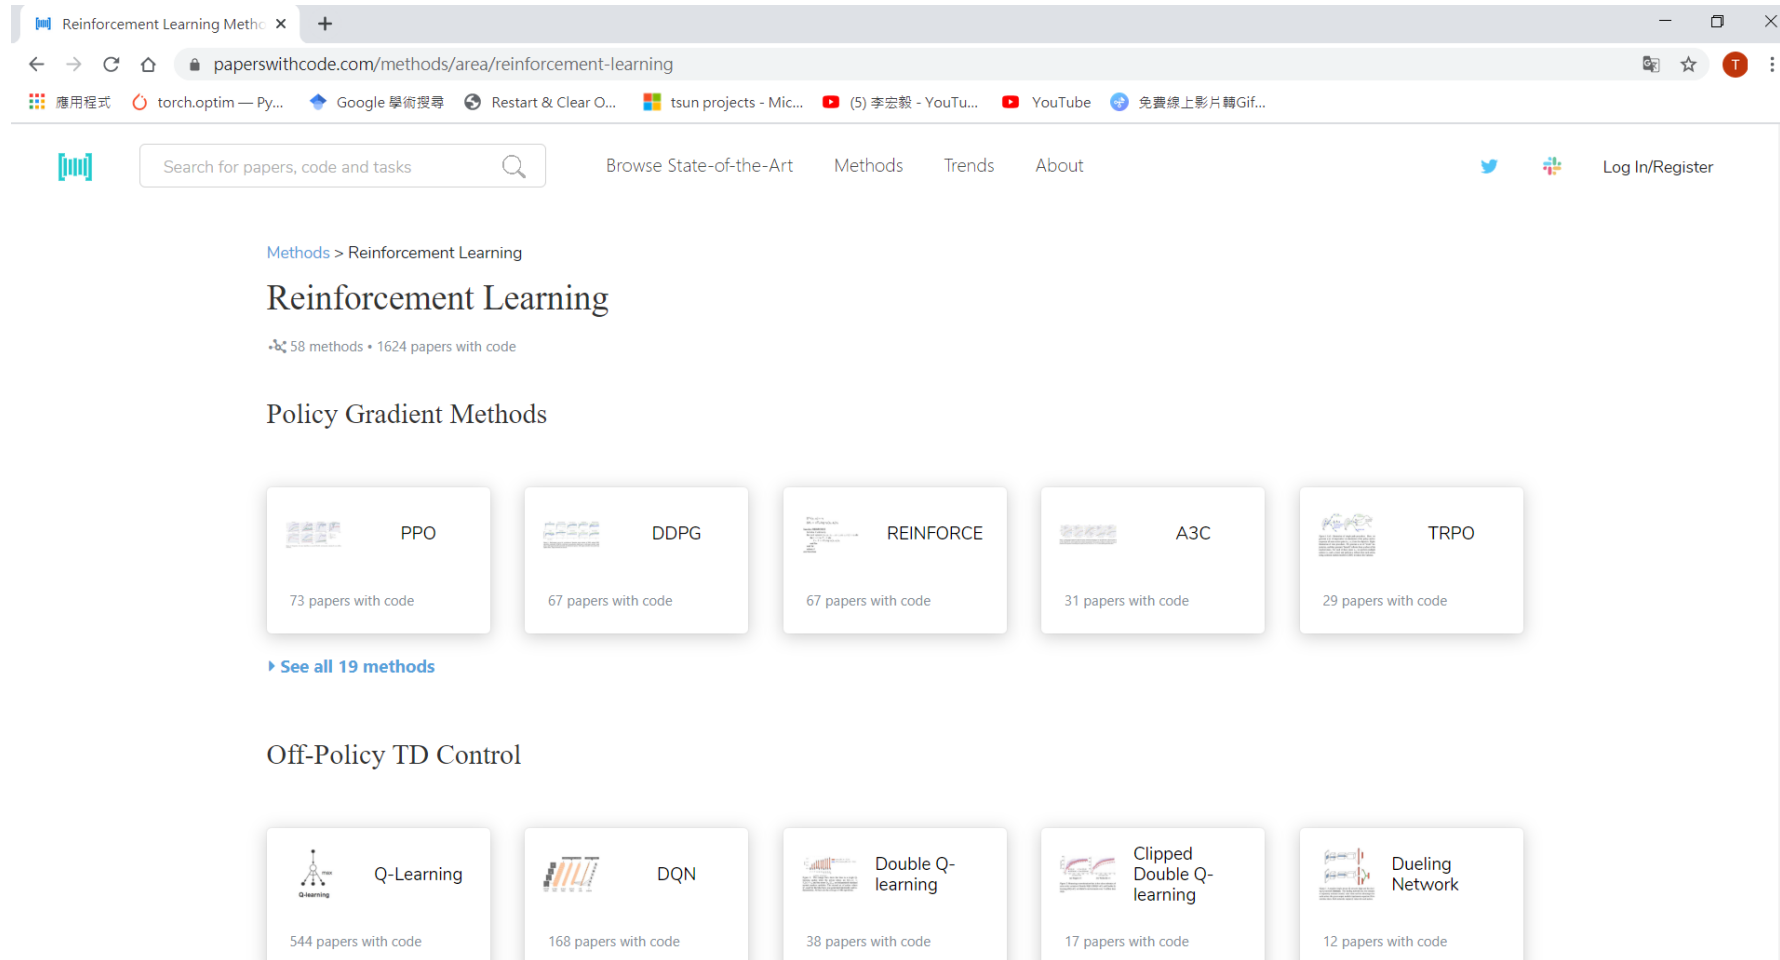 Reinforcement Learning Metho
paperswithcode.com/methods/area/reinforcement-learning
T
應用程式 torch.optim — Py... Google 學術搜尋 Restart & Clear O... tsun projects - Mic... (5) 李宏毅 - YouTu... YouTube 免費線上影片轉Gif...
Search for papers, code and tasks Browse State-of-the-Art Methods Trends About Log In/Register
Methods > Reinforcement Learning
Reinforcement Learning
58 methods • 1624 papers with code
Policy Gradient Methods
PPO
73 papers with code
DDPG
67 papers with code
REINFORCE
67 papers with code
A3C
31 papers with code
TRPO
29 papers with code
See all 19 methods
Off-Policy TD Control
max
Q-learning
Q-Learning
544 papers with code
DQN
168 papers with code
Double Q-
learning
38 papers with code
Clipped
Double Q-
learning
17 papers with code
Dueling
Network
12 papers with code